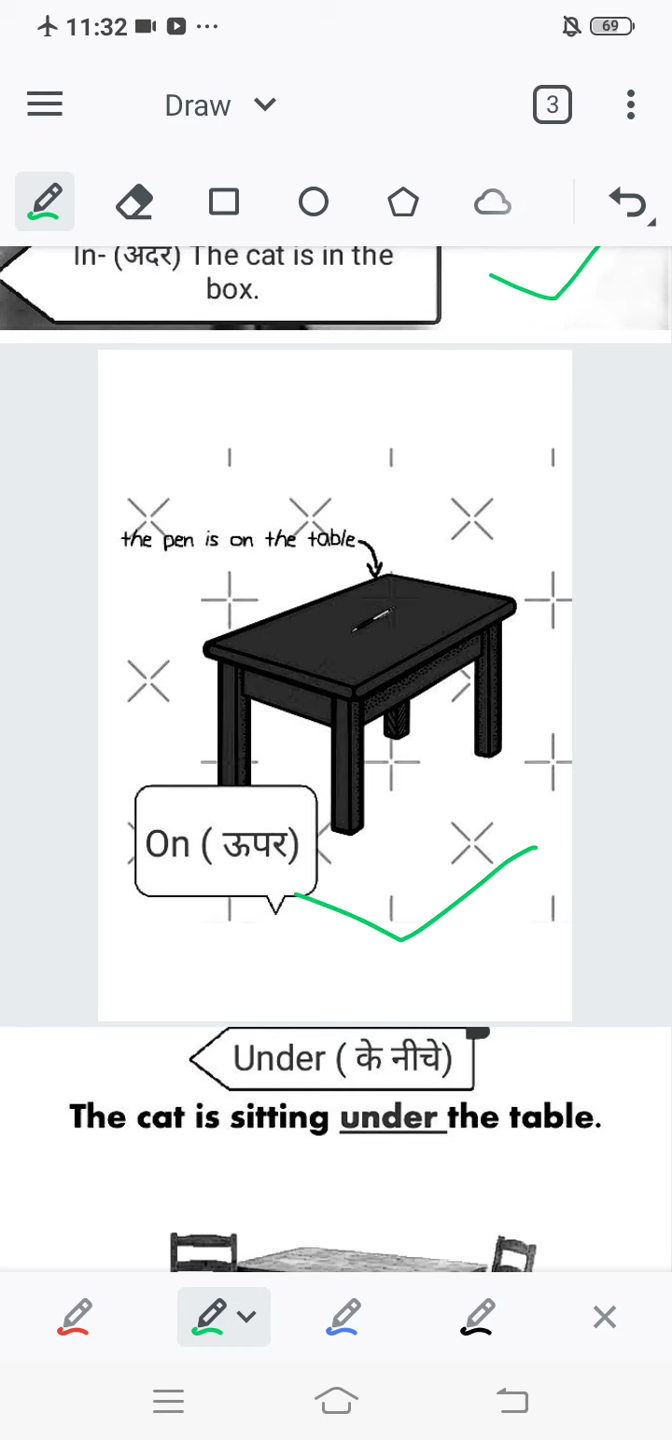 11:32
69
Draw
3
In- (अंदर) The cat is in the
box.
the pen is on the table
On ( ऊपर)
Under ( के नीचे)
The cat is sitting under the table.